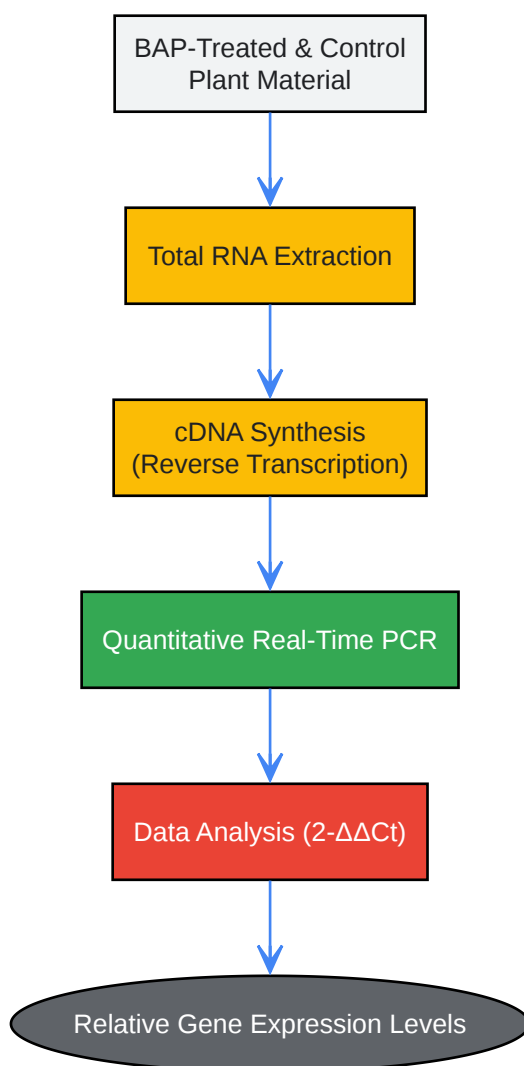 BAP-Treated & Control
Plant Material
Total RNA Extraction
cDNA Synthesis
(Reverse Transcription)
Quantitative Real-Time PCR
Data Analysis (2-ΔΔCt)
Relative Gene Expression Levels